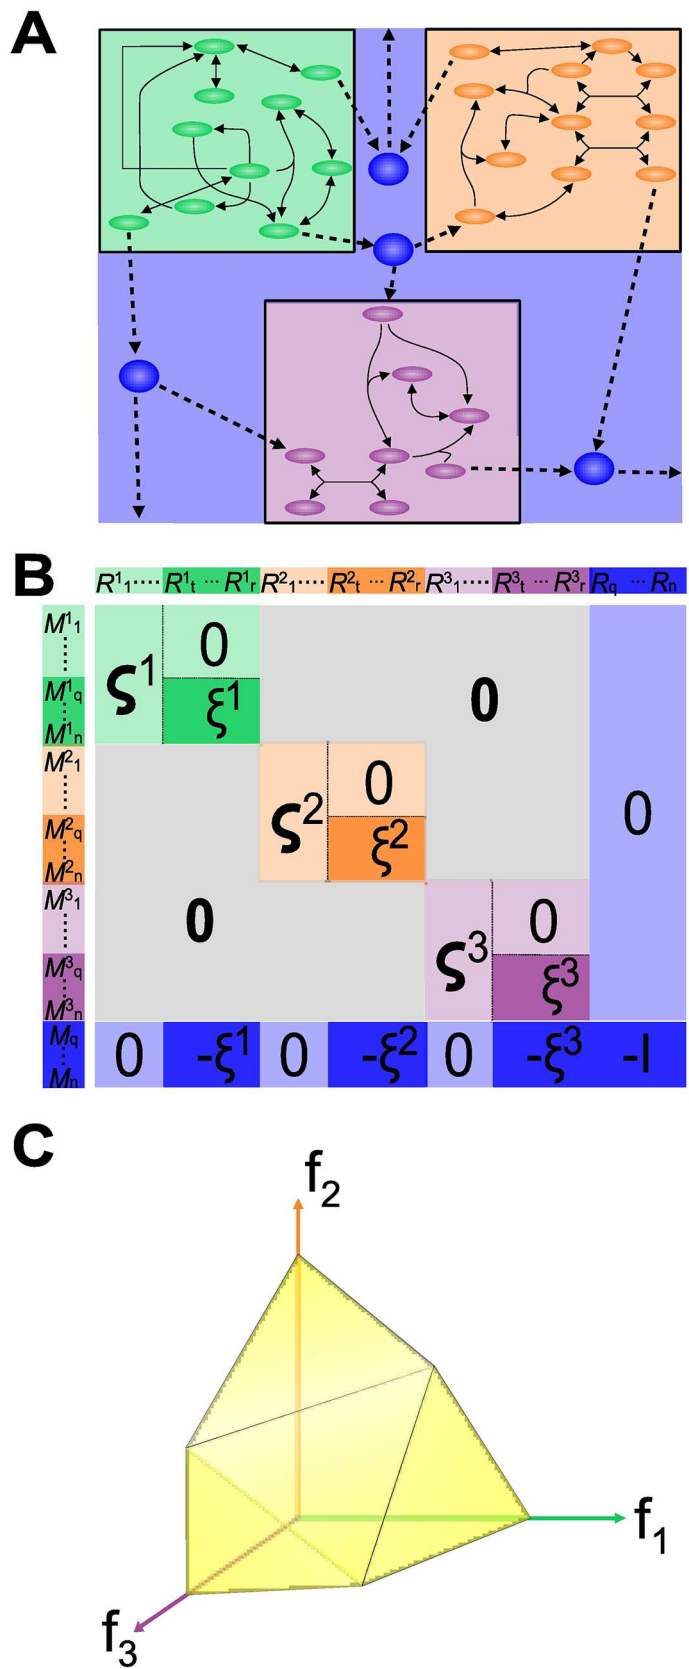 A
B
R¹₁···· R¹ₜ ··· R¹ᵣ R²₁···· R²ₜ ··· R²ᵣ R³₁···· R³ₜ ··· R³ᵣ Rq ··· Rₙ
M¹₁
ς¹ 0
M¹q
ξ¹ 0
M¹ₙ
M²₁
ς² 0
0
M²q
ξ²
M²ₙ
M³₁
0 ς³ 0
M³q
ξ³
M³ₙ
Mq
0 -ξ¹ 0 -ξ² 0 -ξ³ -I
Mₙ
C
f₂
f₁
f₃